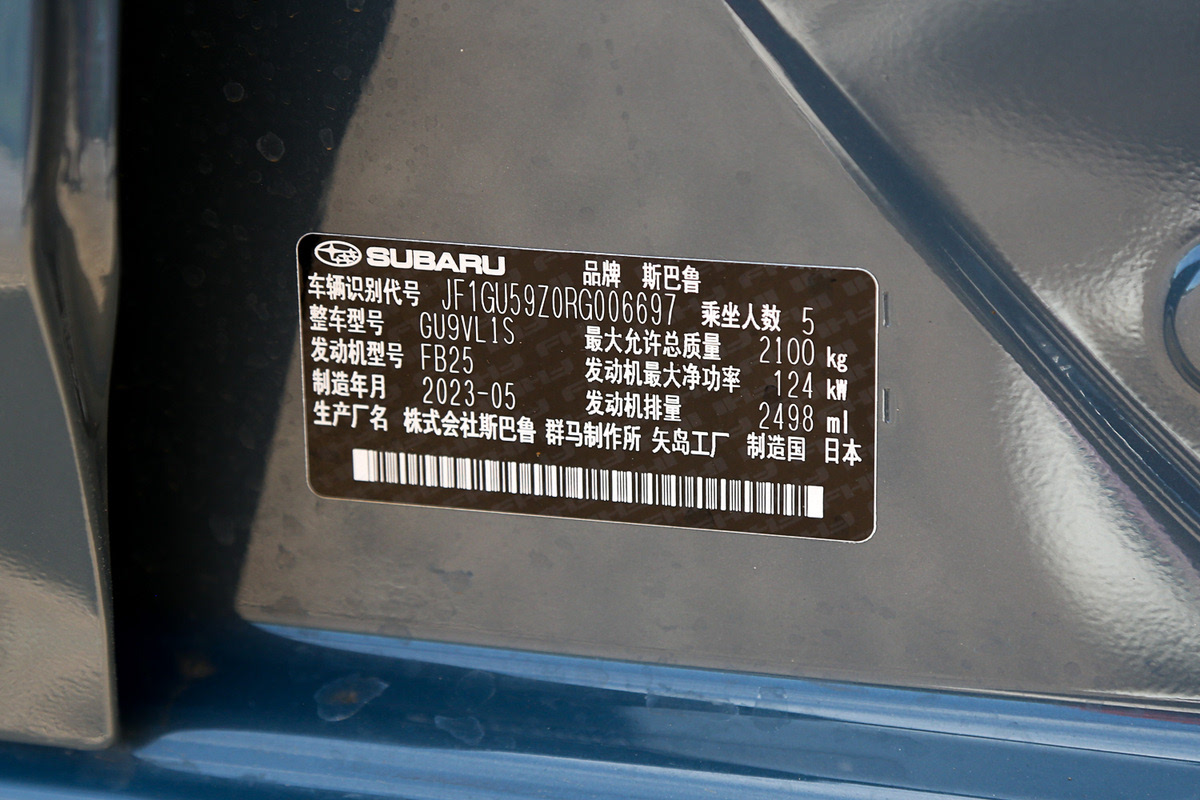 SUBARU 品牌 斯巴鲁
车辆识别代号 JF1GU59Z0RG006697 乘坐人数 5
整车型号 GU9VL1S 最大允许总质量 2100 kg
发动机型号 FB25 发动机最大净功率 124 kW
制造年月 2023-05 发动机排量 2498 ml
生产厂名 株式会社斯巴鲁 群马制作所 矢岛工厂 制造国 日本